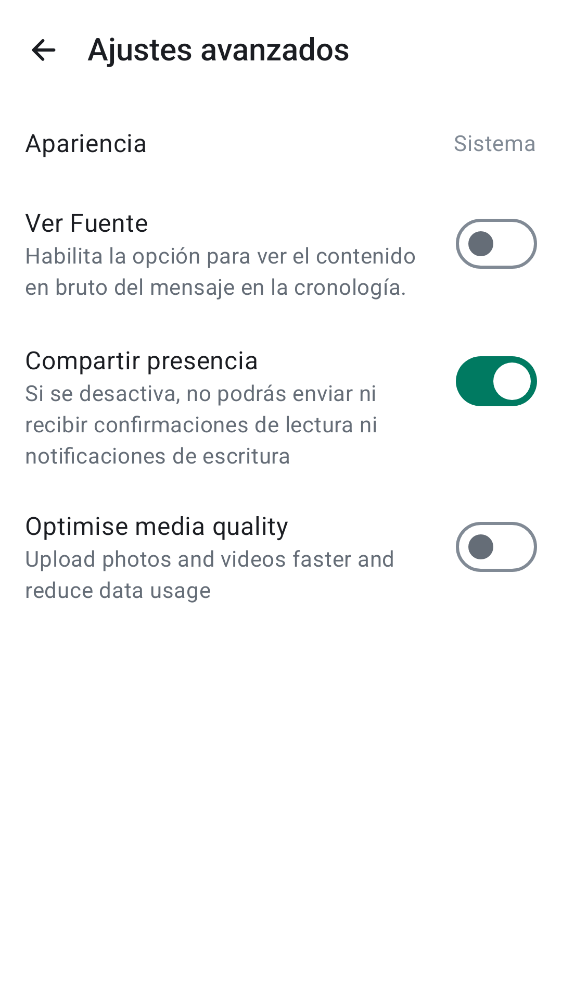 Ajustes avanzados
Apariencia
Sistema
Ver Fuente
Habilita la opción para ver el contenido
en bruto del mensaje en la cronología.
Compartir presencia
Si se desactiva, no podrás enviar ni
recibir confirmaciones de lectura ni
notificaciones de escritura
Optimise media quality
Upload photos and videos faster and
reduce data usage